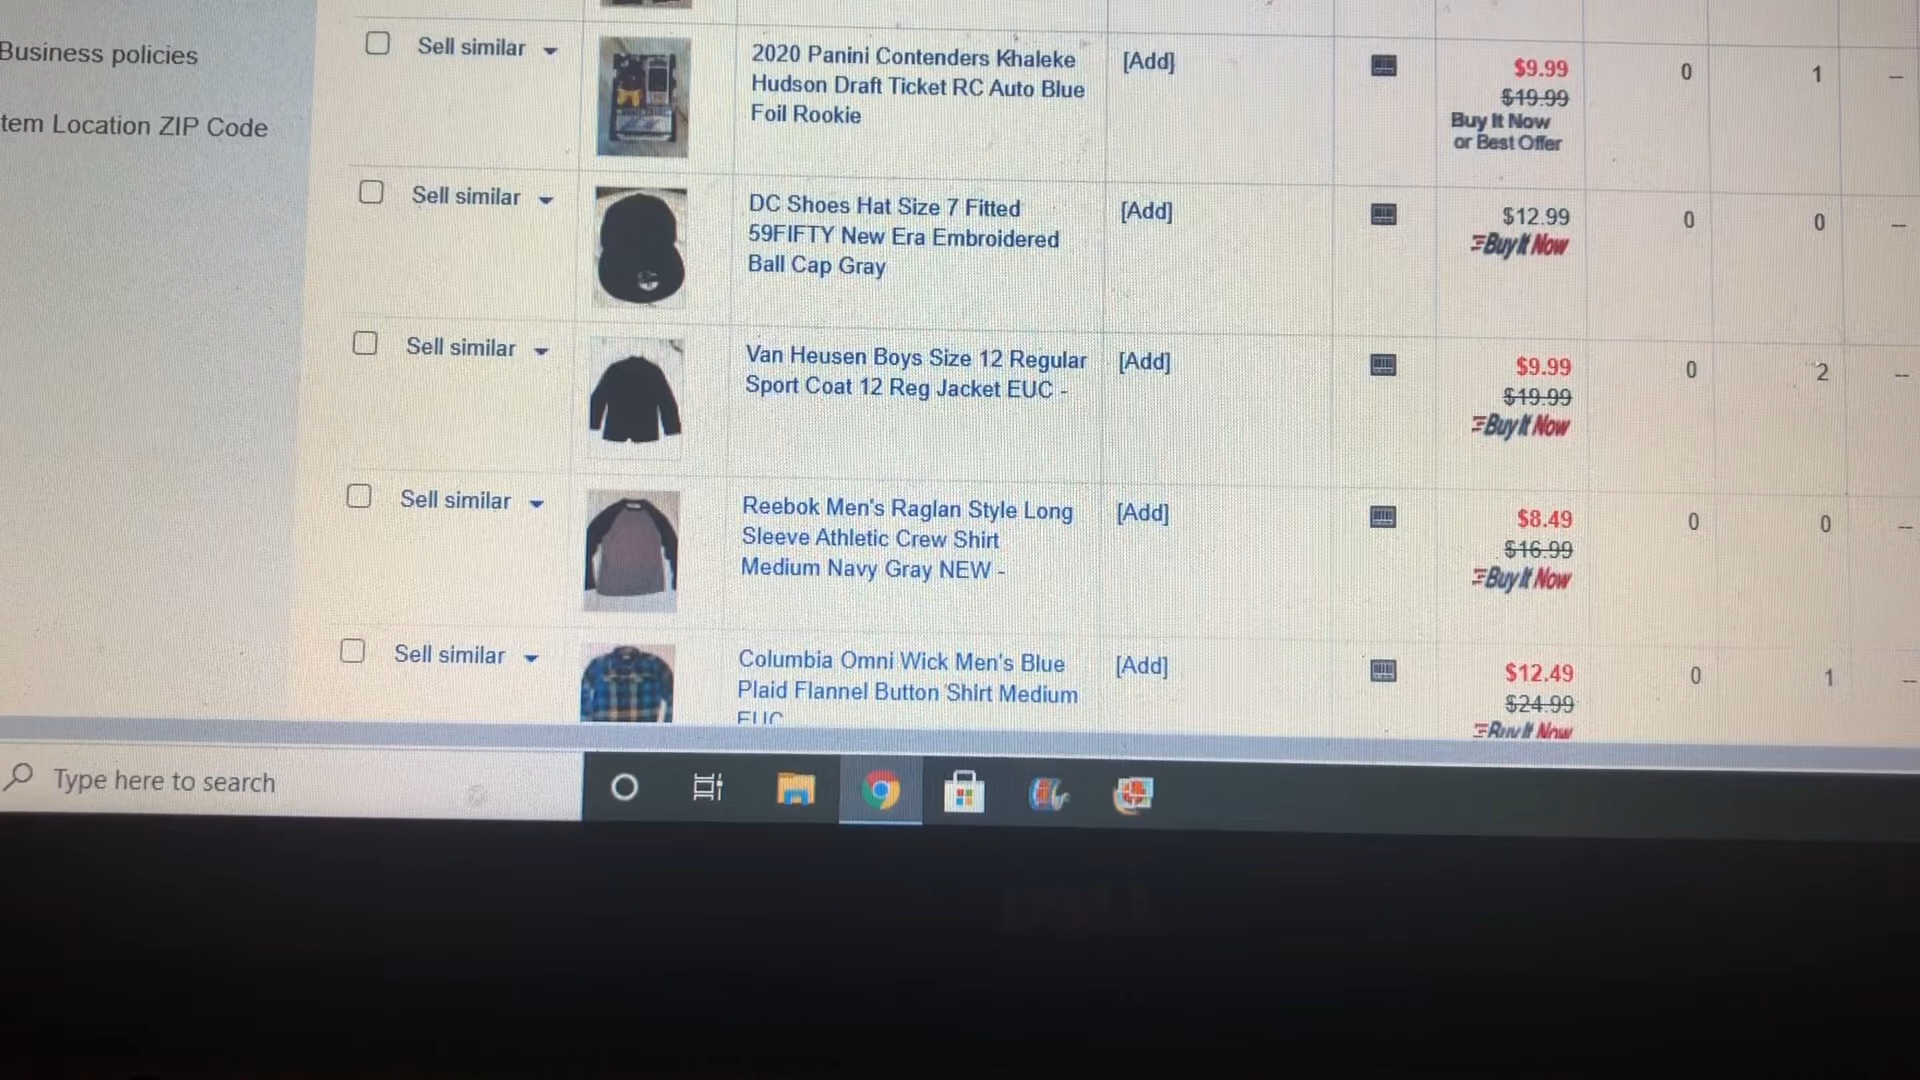 Business policies
tem Location ZIP Code
Sell similar
2020 Panini Contenders Khaleke
Hudson Draft Ticket RC Auto Blue
Foil Rookie
[Add]
$9.99
$19.99
Buy It Now
or Best Offer
0
1
--
Sell similar
DC Shoes Hat Size 7 Fitted
59FIFTY New Era Embroidered
Ball Cap Gray
[Add]
$12.99
Buy It Now
0
0
--
Sell similar
Van Heusen Boys Size 12 Regular
Sport Coat 12 Reg Jacket EUC -
[Add]
$9.99
$19.99
Buy It Now
0
2
--
Sell similar
Reebok Men's Raglan Style Long
Sleeve Athletic Crew Shirt
Medium Navy Gray NEW -
[Add]
$8.49
$16.99
Buy It Now
0
0
--
Sell similar
Columbia Omni Wick Men's Blue
Plaid Flannel Button Shirt Medium
EUC
[Add]
$12.49
$24.99
Buy It Now
0
1
--
Type here to search